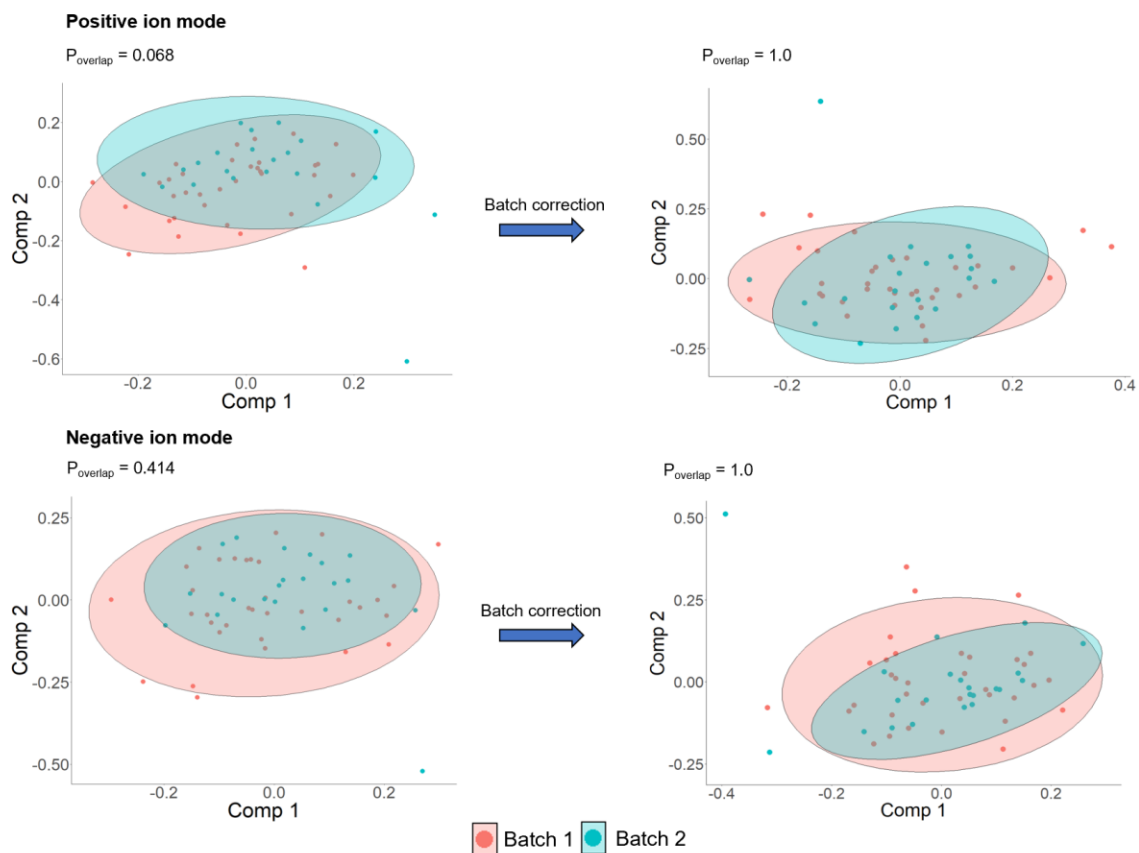 Positive ion mode
Poverlap = 0.068
Poverlap = 1.0
Comp 2
0.2
0.0
-0.2
-0.4
-0.6
-0.2
0.0
0.2
Comp 1
Batch correction
Comp 2
0.50
0.25
0.00
-0.25
-0.2
0.0
0.2
0.4
Comp 1
Negative ion mode
Poverlap = 0.414
Poverlap = 1.0
Comp 2
0.25
0.00
-0.25
-0.50
-0.2
0.0
0.2
Comp 1
Batch correction
Comp 2
0.50
0.25
0.00
-0.25
-0.4
-0.2
0.0
0.2
Comp 1
Batch 1
Batch 2